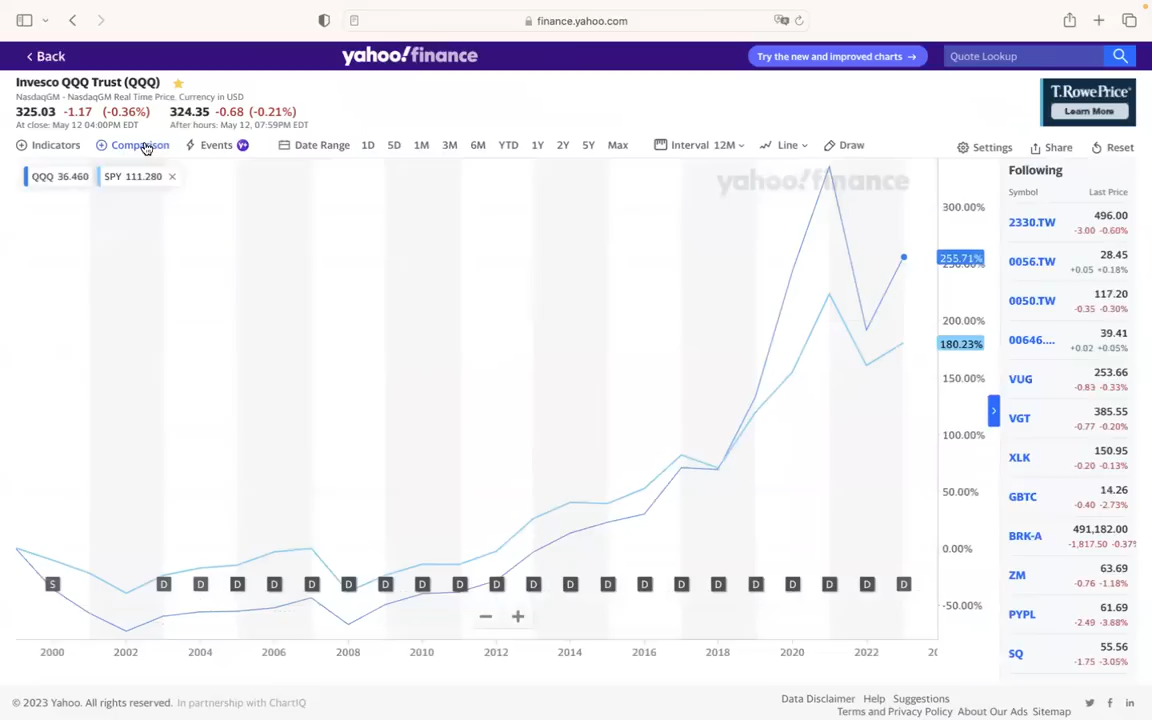 finance.yahoo.com
Back
yahoo!finance
Try the new and improved charts →
Quote Lookup
Invesco QQQ Trust (QQQ)
NasdaqGM - NasdaqGM Real Time Price. Currency in USD
325.03 -1.17 (-0.36%) 324.35 -0.68 (-0.21%)
At close: May 12 04:00PM EDT After hours: May 12, 07:59PM EDT
T.RowePrice
Learn More
Indicators Comparison Events Y+ Date Range 1D 5D 1M 3M 6M YTD 1Y 2Y 5Y Max Interval 12M Line Draw Settings Share Reset
QQQ 36.460 SPY 111.280
yahoo!finance
300.00%
255.71%
200.00%
180.23%
150.00%
100.00%
50.00%
0.00%
-50.00%
S D D D D D D D D D D D D D D D D D D D D D
2000 2002 2004 2006 2008 2010 2012 2014 2016 2018 2020 2022
Following
Symbol Last Price
2330.TW 496.00
-3.00 -0.60%
0056.TW 28.45
+0.05 +0.18%
0050.TW 117.20
-0.35 -0.30%
00646.... 39.41
+0.02 +0.05%
VUG 253.66
-0.83 -0.33%
VGT 385.55
-0.77 -0.20%
XLK 150.95
-0.20 -0.13%
GBTC 14.26
-0.40 -2.73%
BRK-A 491,182.00
-1,817.50 -0.37%
ZM 63.69
-0.76 -1.18%
PYPL 61.69
-2.49 -3.88%
SQ 55.56
-1.75 -3.05%
© 2023 Yahoo. All rights reserved. In partnership with ChartIQ
Data Disclaimer Help Suggestions
Terms and Privacy Policy About Our Ads Sitemap